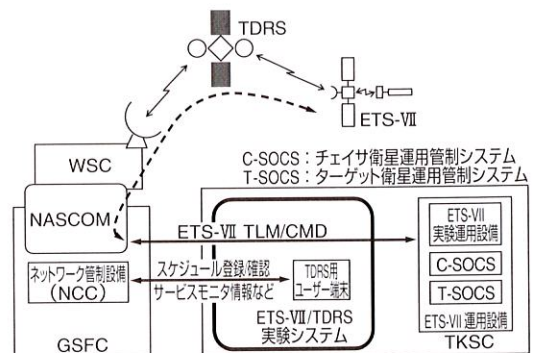 TDRS
ETS-Ⅶ
WSC
C-SOCS：チェイサ衛星運用管制システム
T-SOCS：ターゲット衛星運用管制システム
NASCOM
ETS-Ⅶ TLM/CMD
ETS-Ⅶ
実験運用設備
C-SOCS
T-SOCS
ETS-Ⅶ 運用設備
TKSC
ネットワーク管制設備
（NCC）
スケジュール登録/確認
サービスモニタ情報など
TDRS用
ユーザー端末
ETS-Ⅶ/TDRS
実験システム
GSFC